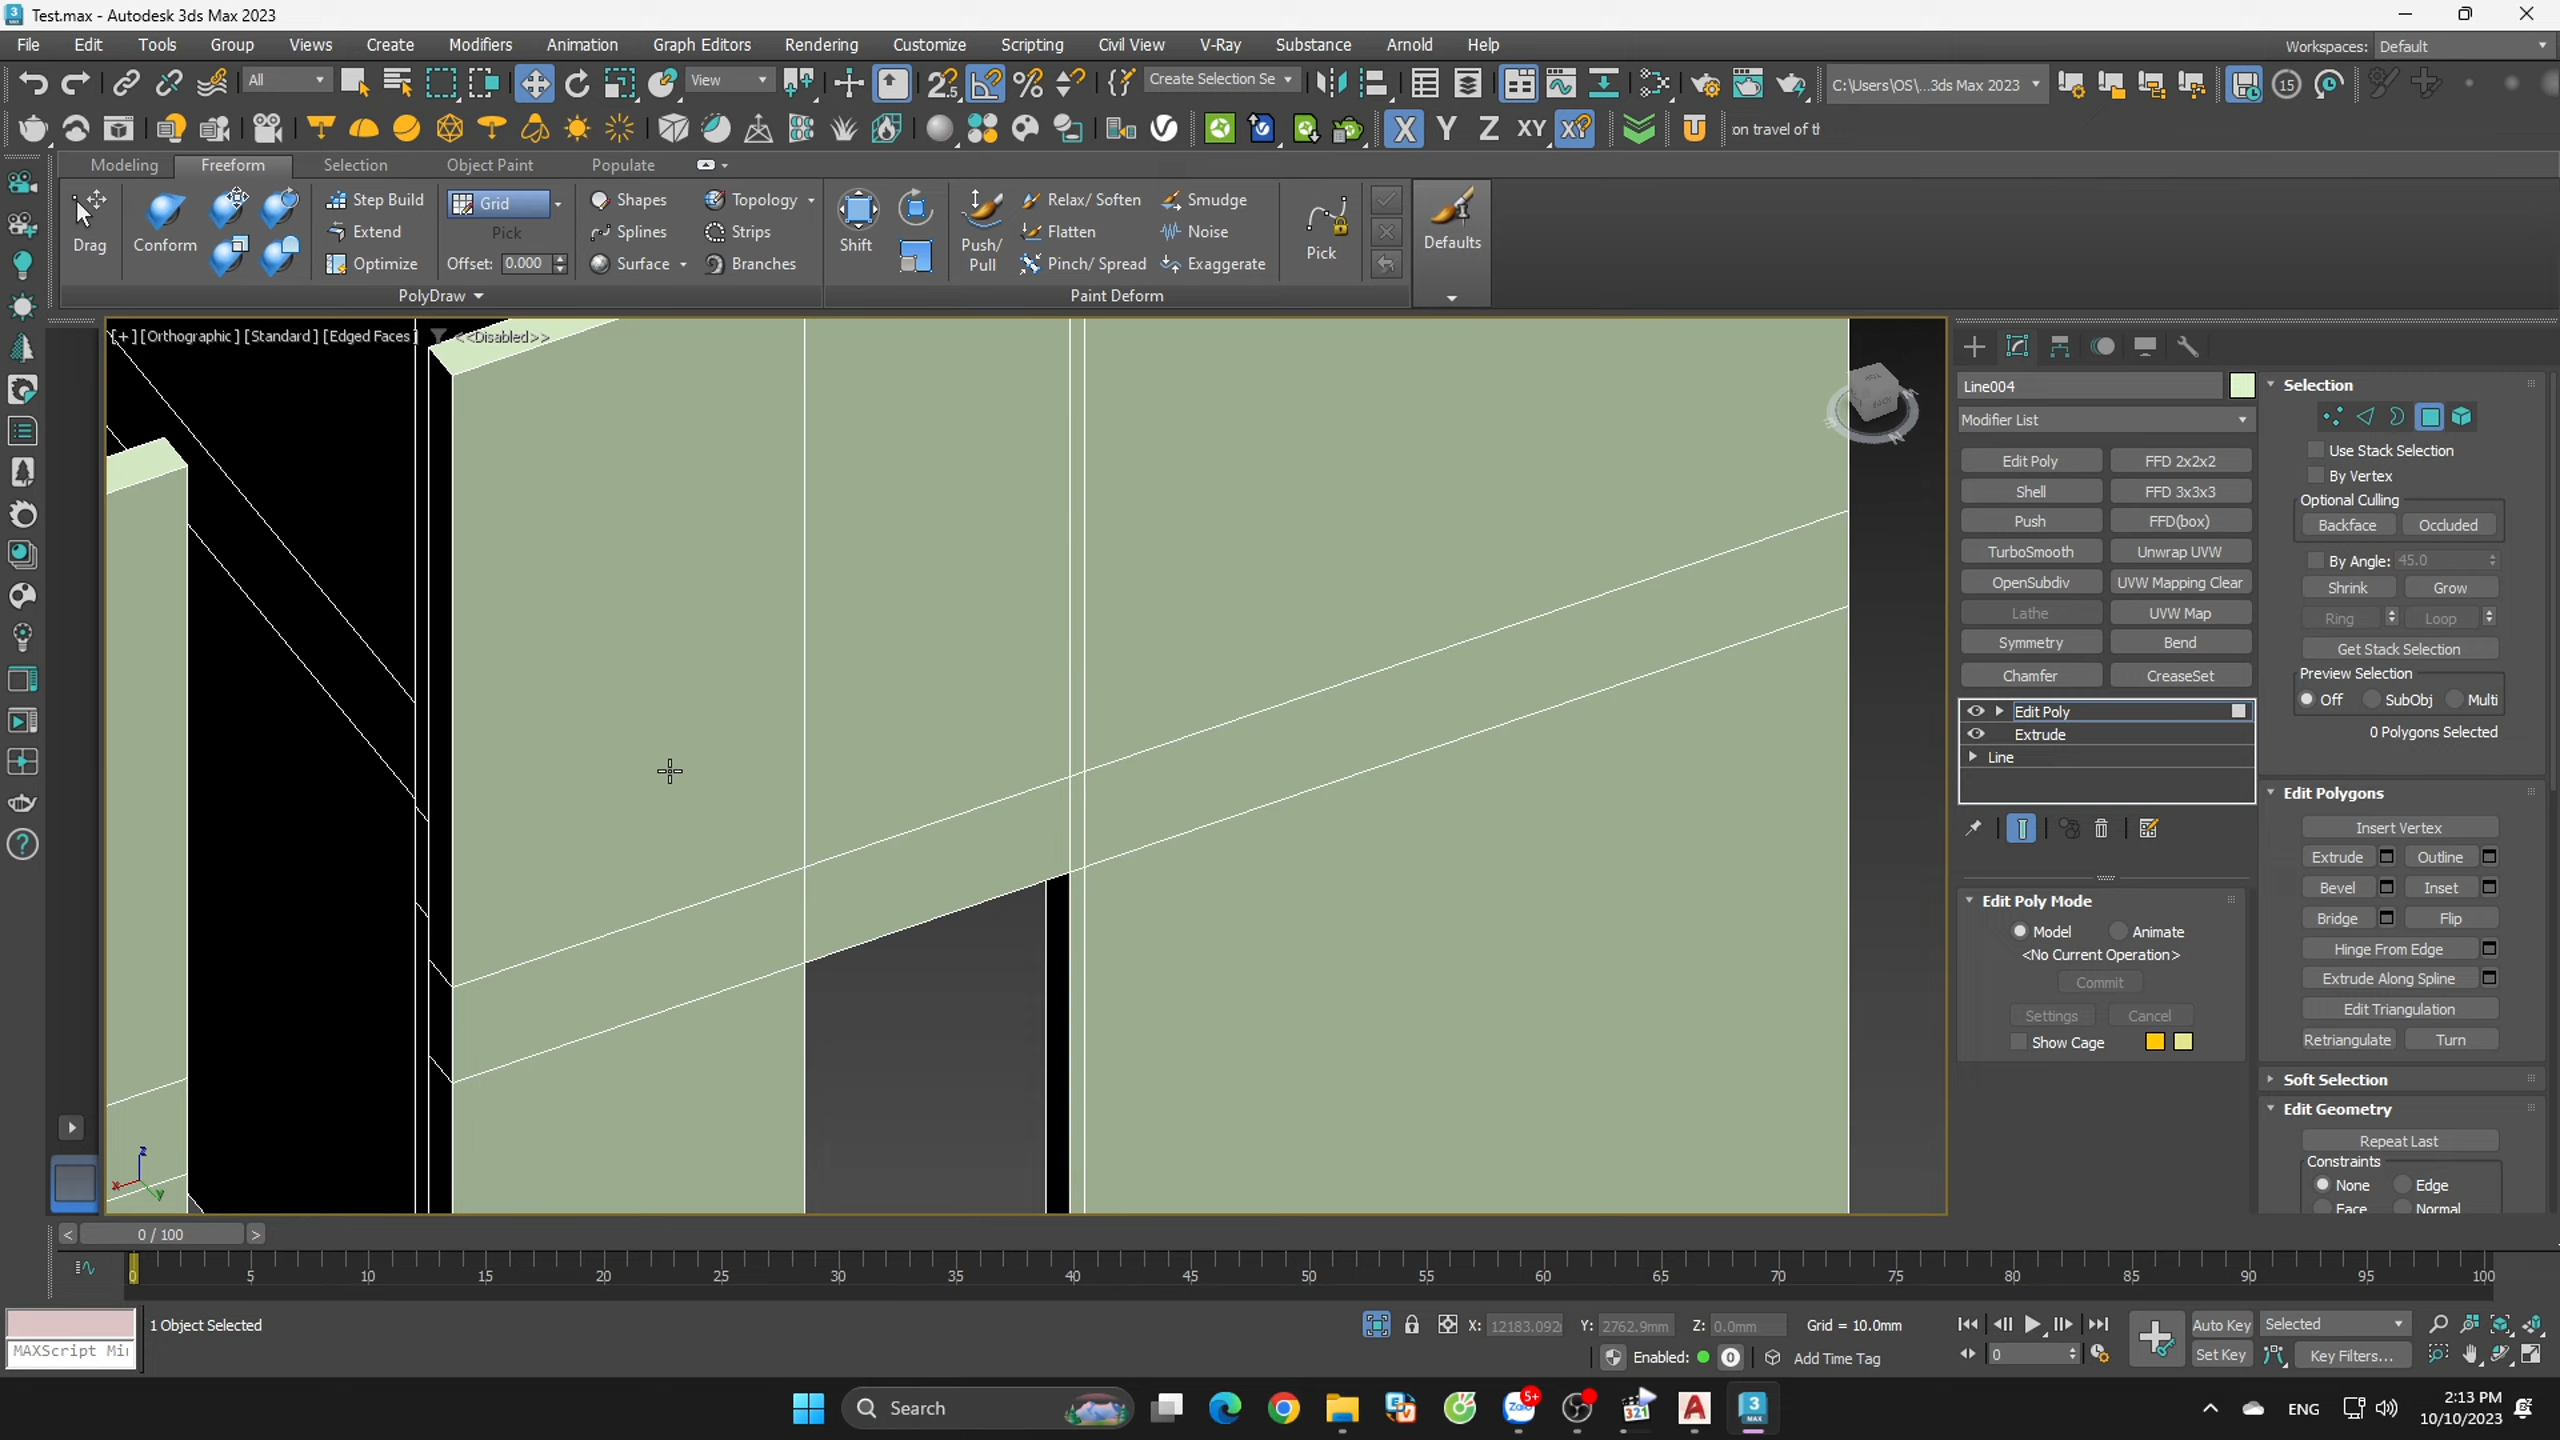 Test.max - Autodesk 3ds Max 2023
File Edit Tools Group Views Create Modifiers Animation Graph Editors Rendering Customize Scripting Civil View V-Ray Substance Arnold Help Workspaces: Default
All View Create Selection Se C:\Users\OS\...3ds Max 2023 15
X Y Z XY on travel of th
Modeling Freeform Selection Object Paint Populate
Drag Conform Step Build Extend Optimize Grid Pick Offset: 0.000 Shapes Splines Surface Topology Strips Branches Shift Push/ Pull Relax/ Soften Flatten Pinch/ Spread Smudge Noise Exaggerate Pick Defaults
PolyDraw Paint Deform
[+] [Orthographic] [Standard] [Edged Faces] <<Disabled>>
Line004
Modifier List
Edit Poly FFD 2x2x2
Shell FFD 3x3x3
Push FFD(box)
TurboSmooth Unwrap UVW
OpenSubdiv UVW Mapping Clear
Lathe UVW Map
Symmetry Bend
Chamfer CreaseSet
Edit Poly
Extrude
Line
Edit Poly Mode
Model Animate
<No Current Operation>
Commit
Settings Cancel
Show Cage
Selection
Use Stack Selection
By Vertex
Optional Culling
Backface Occluded
By Angle: 45.0
Shrink Grow
Ring Loop
Get Stack Selection
Preview Selection
Off SubObj Multi
0 Polygons Selected
Edit Polygons
Insert Vertex
Extrude Outline
Bevel Inset
Bridge Flip
Hinge From Edge
Extrude Along Spline
Edit Triangulation
Retriangulate Turn
Soft Selection
Edit Geometry
Repeat Last
Constraints
None Edge
Face Normal
z x y
< 0 / 100 >
0 5 10 15 20 25 30 35 40 45 50 55 60 65 70 75 80 85 90 95 100
1 Object Selected X: 12183.092 Y: 2762.9mm Z: 0.0mm Grid = 10.0mm Auto Key Selected
MAXScript Mi Enabled: 0 Add Time Tag 0 Set Key Key Filters...
Search 5+ 321 3 MAX ENG 2:13 PM
10/10/2023